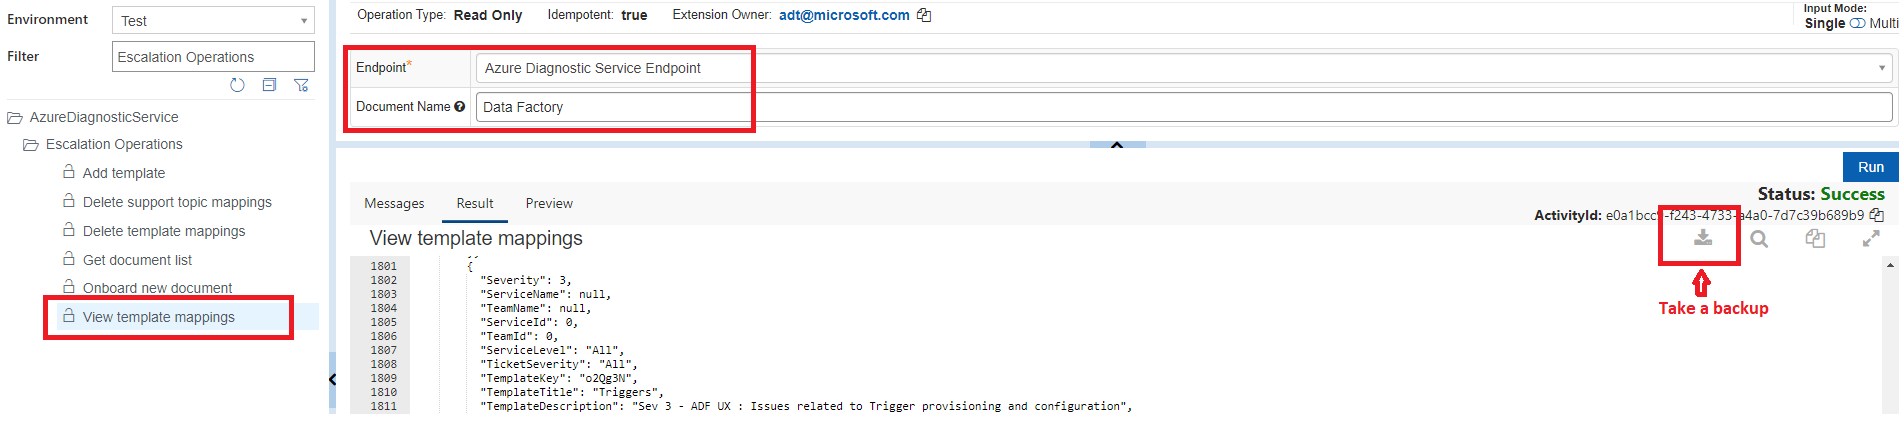 Environment
Test
Filter
Escalation Operations
AzureDiagnosticService
Escalation Operations
Add template
Delete support topic mappings
Delete template mappings
Get document list
Onboard new document
View template mappings
Operation Type: Read Only Idempotent: true Extension Owner: adt@microsoft.com
Input Mode:
Single Multi
Endpoint*
Azure Diagnostic Service Endpoint
Document Name
Data Factory
Run
Messages Result Preview
Status: Success
ActivityId: -f243-4733- -7d7c39b689b9
View template mappings
Take a backup
1801 {
1802 "Severity": 3,
1803 "ServiceName": null,
1804 "TeamName": null,
1805 "ServiceId": 0,
1806 "TeamId": 0,
1807 "ServiceLevel": "All",
1808 "TicketSeverity": "All",
1809 "TemplateKey": "o2Qg3N",
1810 "TemplateTitle": "Triggers",
1811 "TemplateDescription": "Sev 3 - ADF UX : Issues related to Trigger provisioning and configuration",